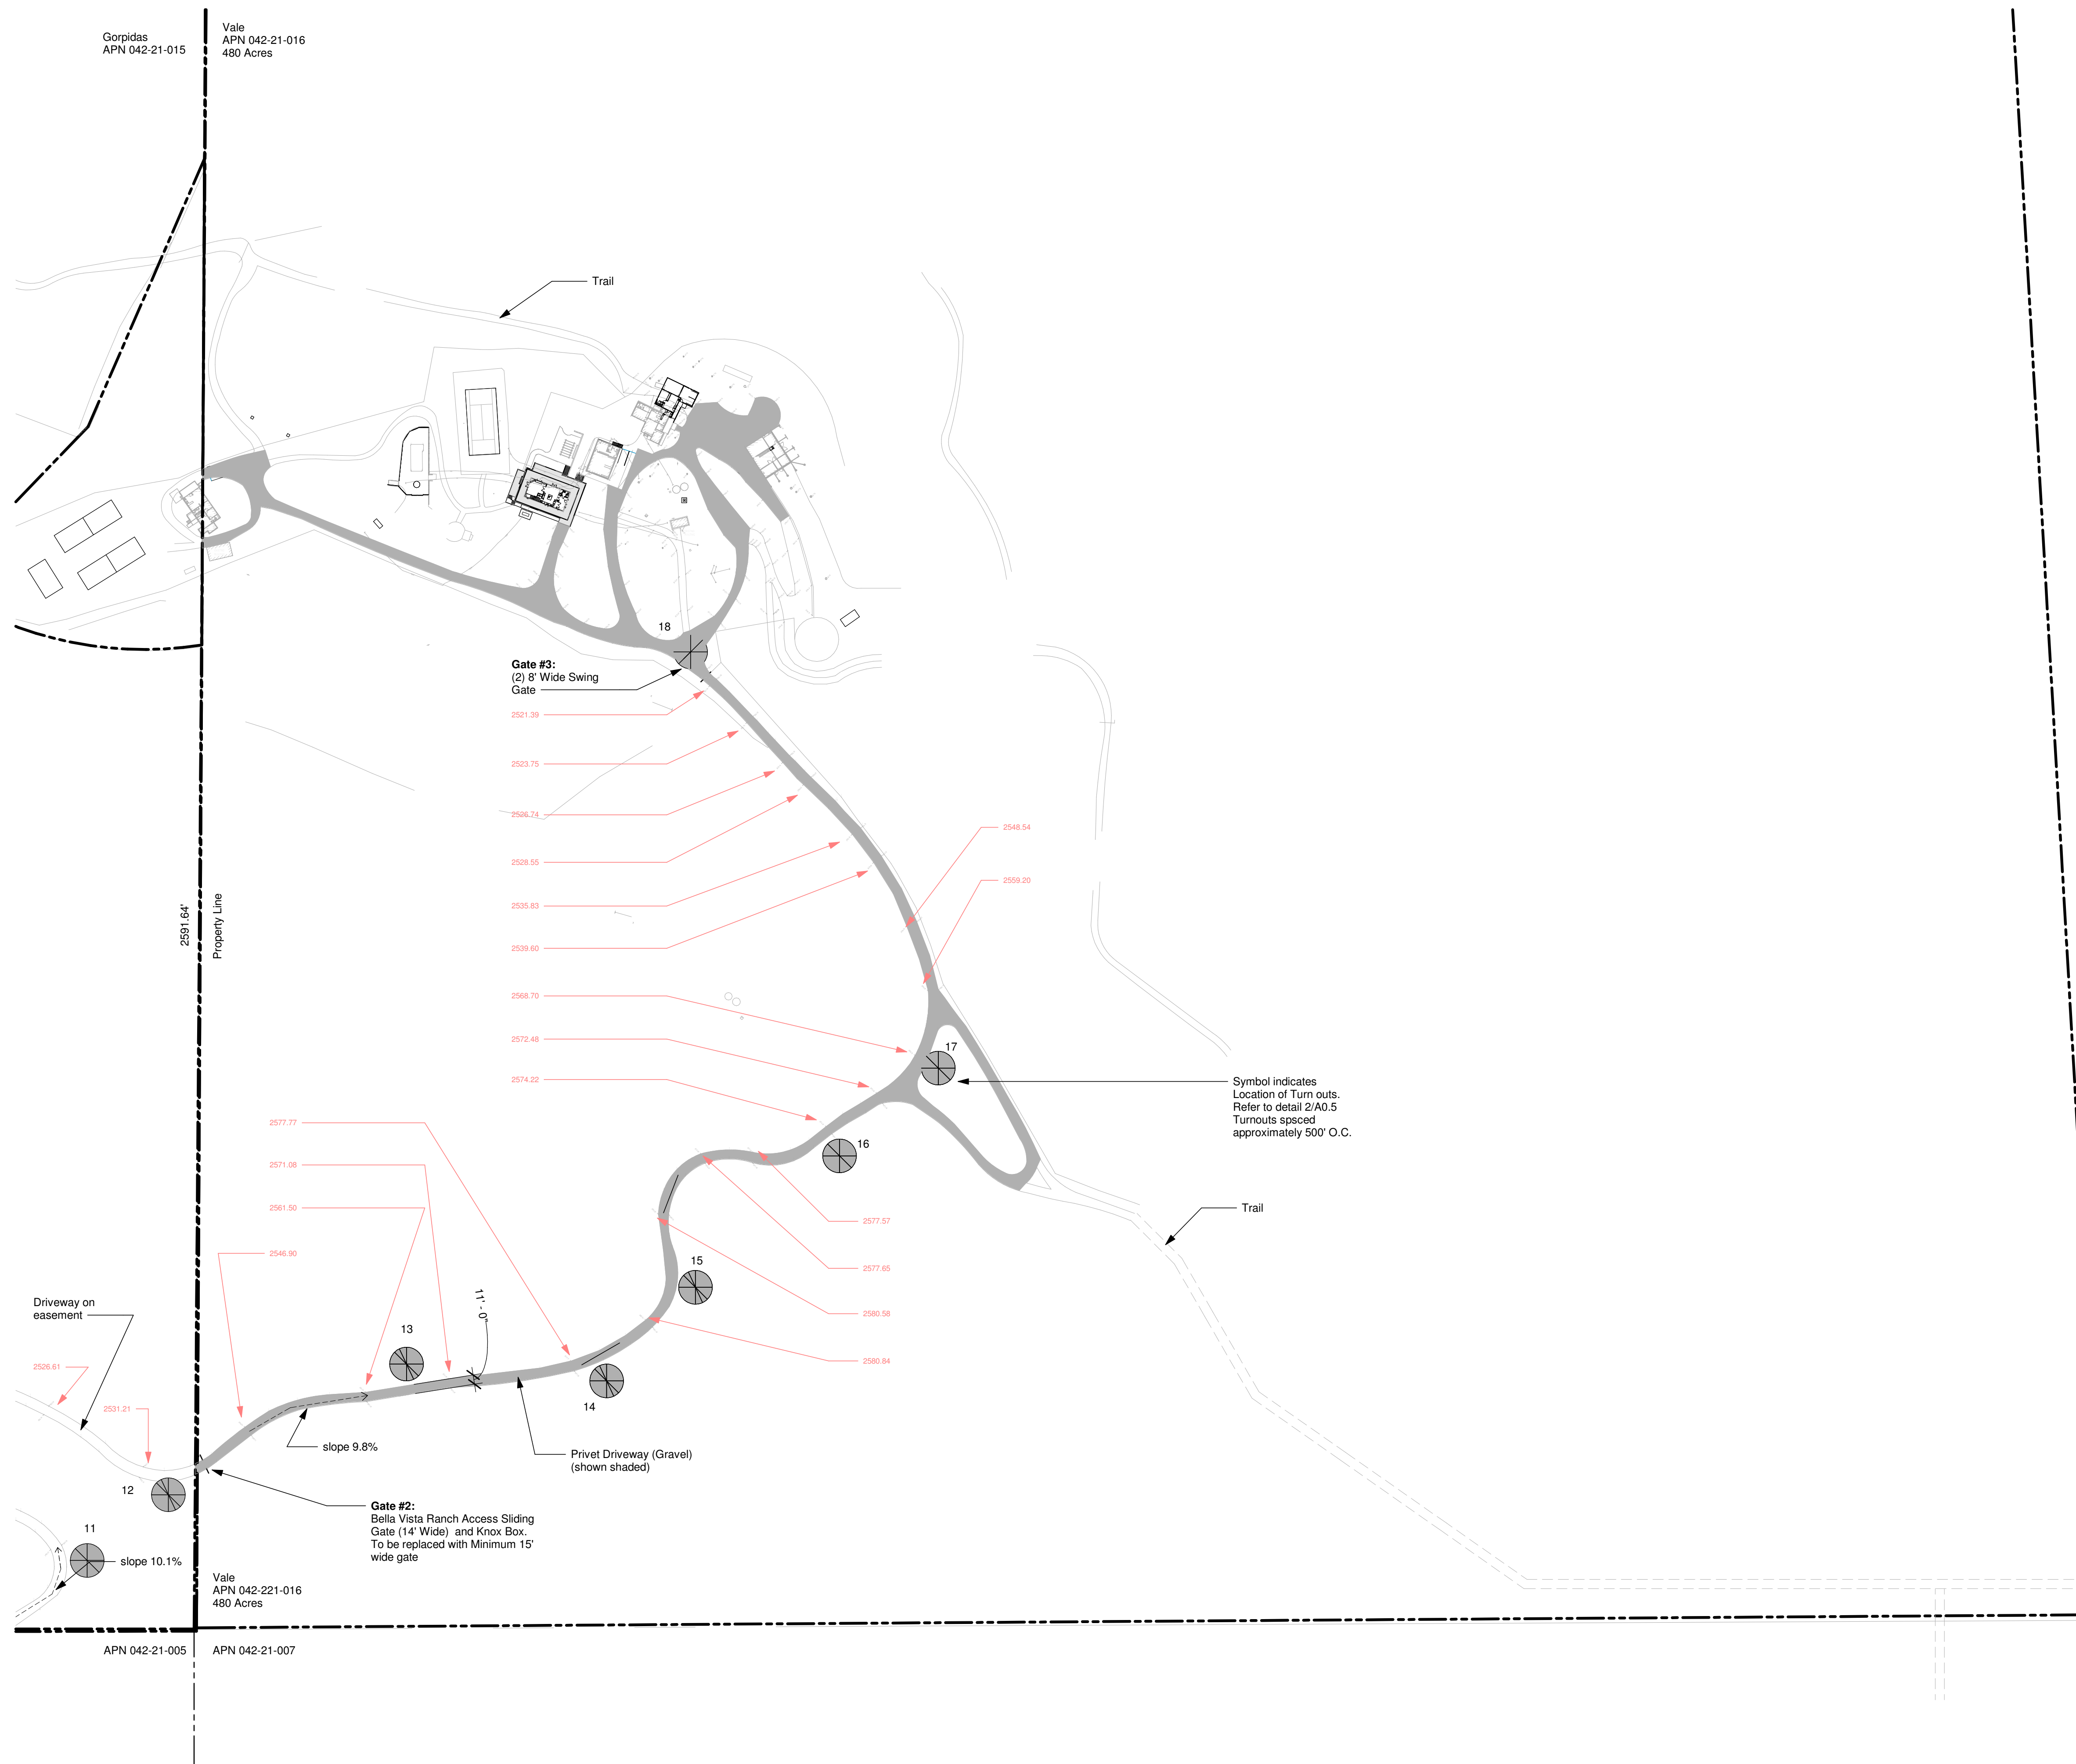 Gorpidas
APN 042-21-015
Vale
APN 042-21-016
480 Acres
Trail
18
Gate #3:
(2) 8' Wide Swing
Gate
2521.39
2523.75
2526.74
2528.55
2535.83
2539.60
2548.54
2559.20
2568.70
2572.48
2574.22
2591.64'
Property Line
17
Symbol indicates
Location of Turn outs.
Refer to detail 2/A0.5
Turnouts spsced
approximately 500' O.C.
16
2577.77
2571.08
2561.50
2546.90
Trail
2577.57
2577.65
2580.58
2580.84
15
11' - 0"
13
14
Driveway on
easement
2526.61
2531.21
slope 9.8%
Privet Driveway (Gravel)
(shown shaded)
12
Gate #2:
Bella Vista Ranch Access Sliding
Gate (14' Wide) and Knox Box.
To be replaced with Minimum 15'
wide gate
11
slope 10.1%
Vale
APN 042-221-016
480 Acres
APN 042-21-005
APN 042-21-007